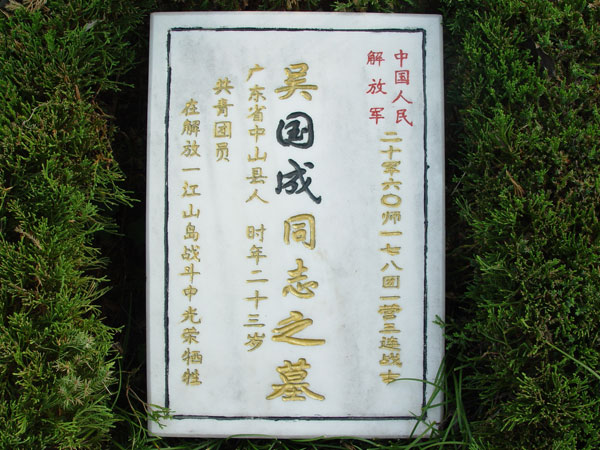 中国人民
解放军
二十军六〇师一七八团一营三连战士
吴国成同志之墓
广东省中山县人 时年二十三岁
共青团员
在解放一江山岛战斗中光荣牺牲